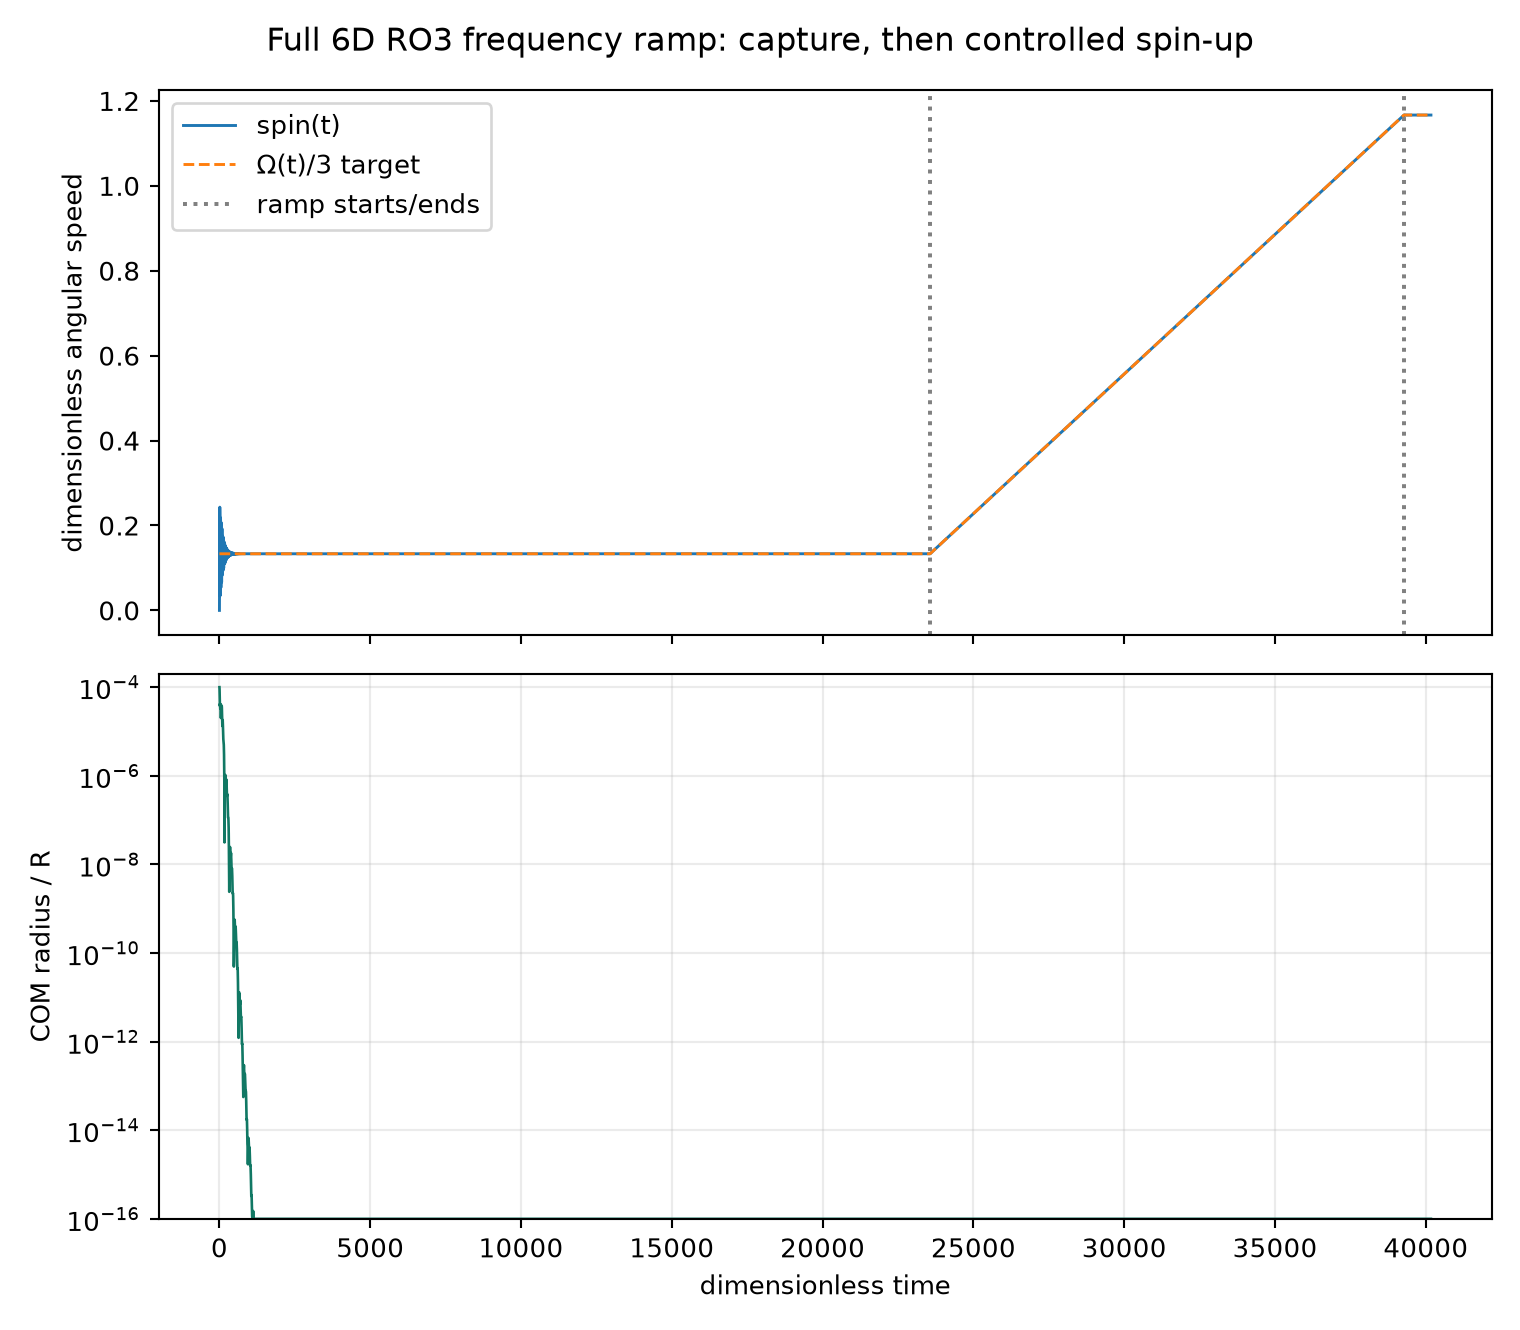 Full 6D RO3 frequency ramp: capture, then controlled spin-up
dimensionless angular speed
1.2
1.0
0.8
0.6
0.4
0.2
0.0
spin(t)
Ω(t)/3 target
ramp starts/ends
COM radius / R
10⁻⁴
10⁻⁶
10⁻⁸
10⁻¹⁰
10⁻¹²
10⁻¹⁴
10⁻¹⁶
0 5000 10000 15000 20000 25000 30000 35000 40000
dimensionless time